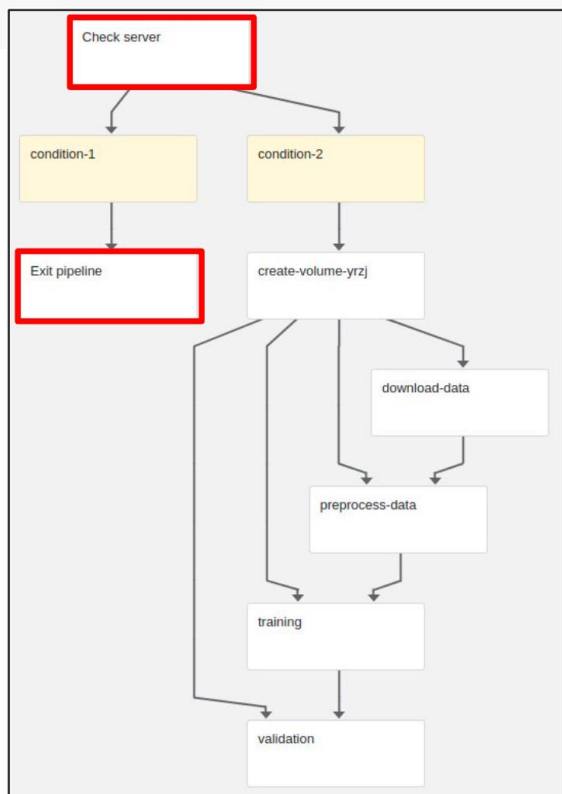 Check server
condition-1
condition-2
Exit pipeline
create-volume-yrzj
download-data
preprocess-data
training
validation